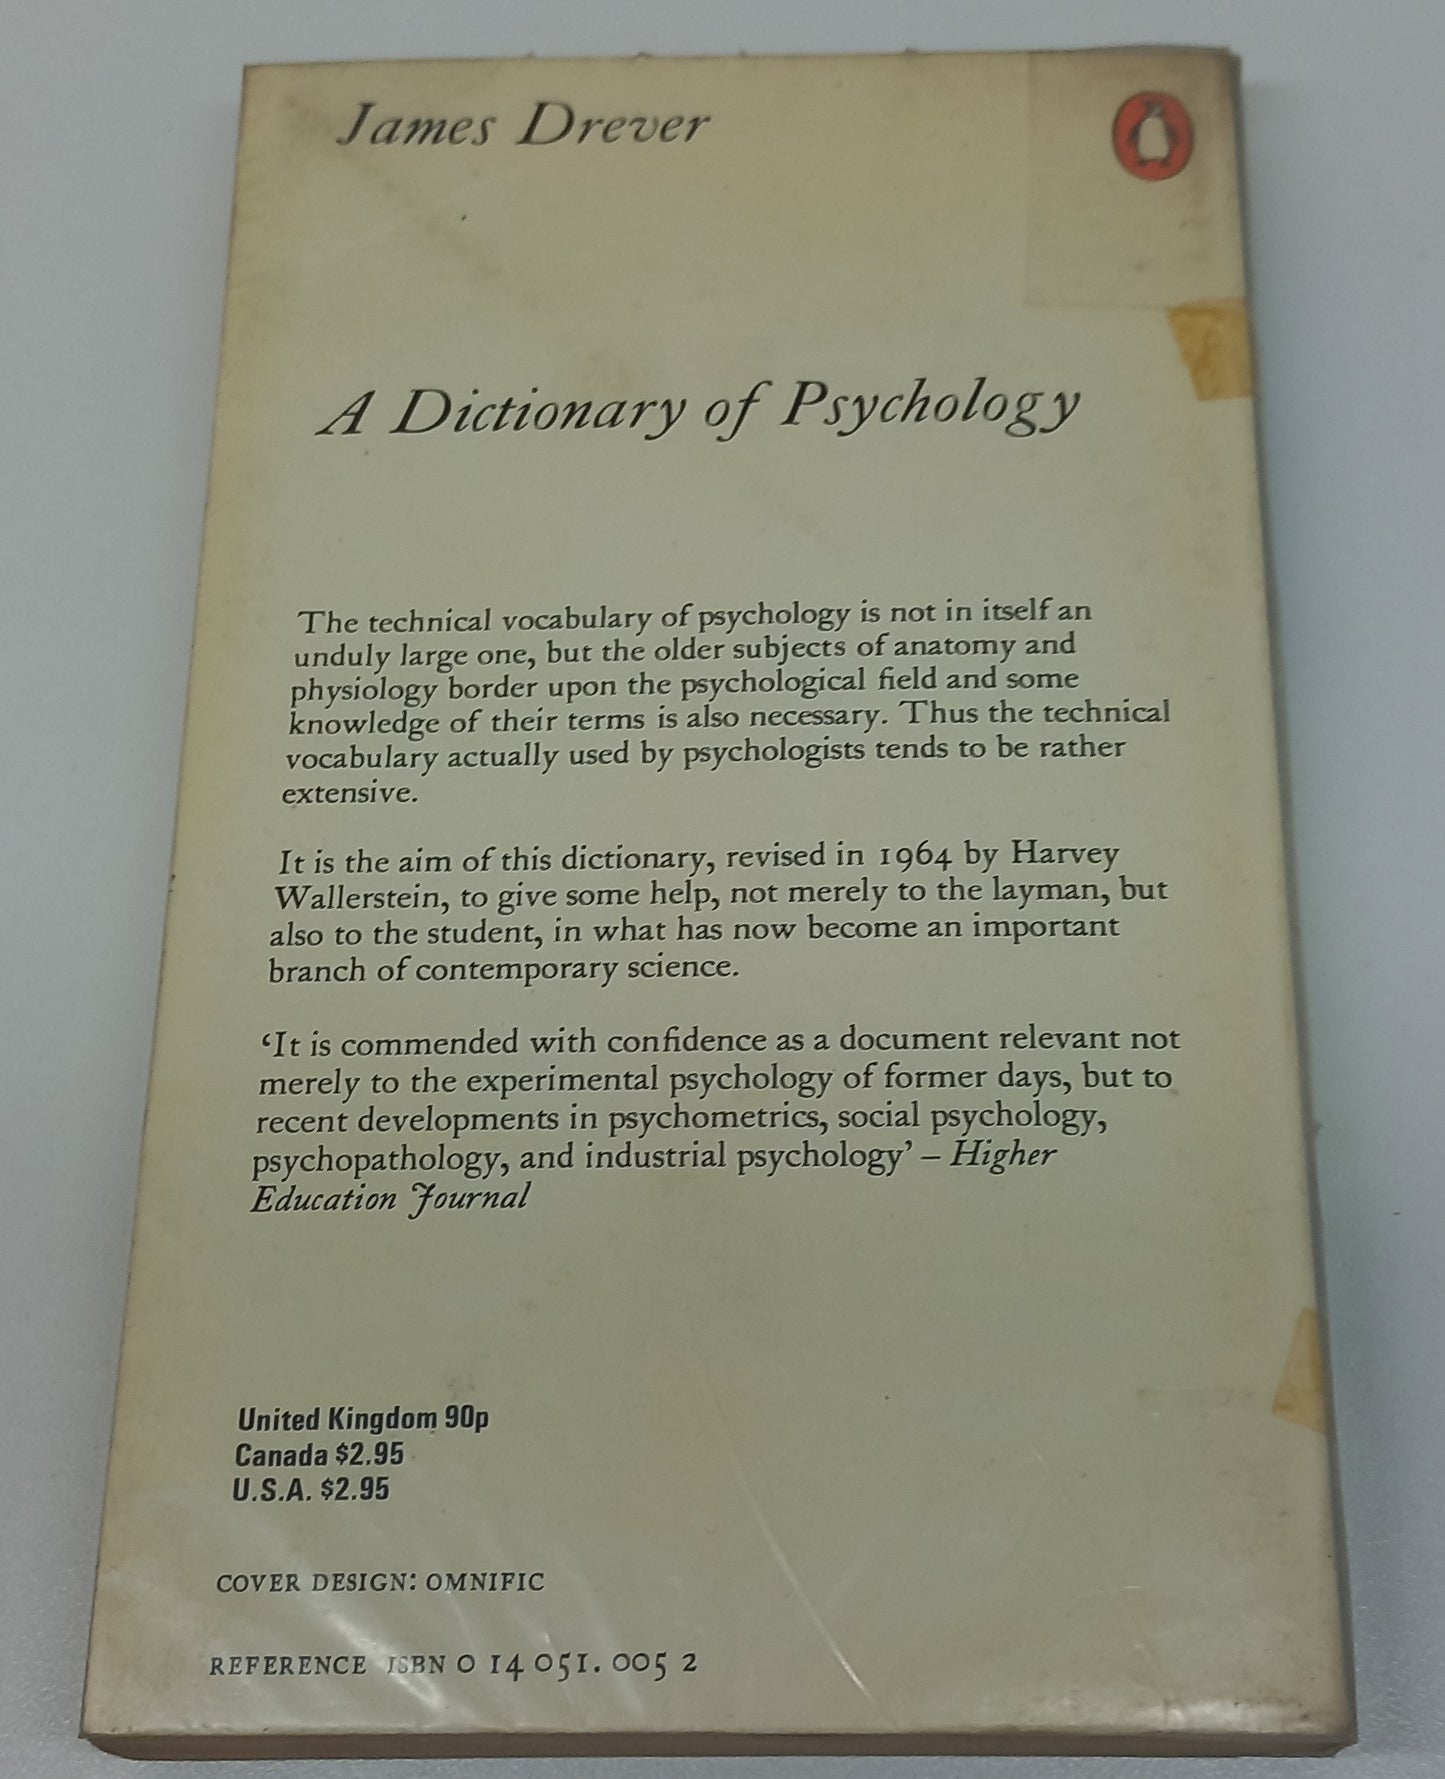 James Drever
A Dictionary of Psychology
The technical vocabulary of psychology is not in itself an
unduly large one, but the older subjects of anatomy and
physiology border upon the psychological field and some
knowledge of their terms is also necessary. Thus the technical
vocabulary actually used by psychologists tends to be rather
extensive.
It is the aim of this dictionary, revised in 1964 by Harvey
Wallerstein, to give some help, not merely to the layman, but
also to the student, in what has now become an important
branch of contemporary science.
‘It is commended with confidence as a document relevant not
merely to the experimental psychology of former days, but to
recent developments in psychometrics, social psychology,
psychopathology, and industrial psychology’ – Higher
Education Journal
United Kingdom 90p
Canada $2.95
U.S.A. $2.95
COVER DESIGN: OMNIFIC
REFERENCE ISBN 0 14 051. 005 2